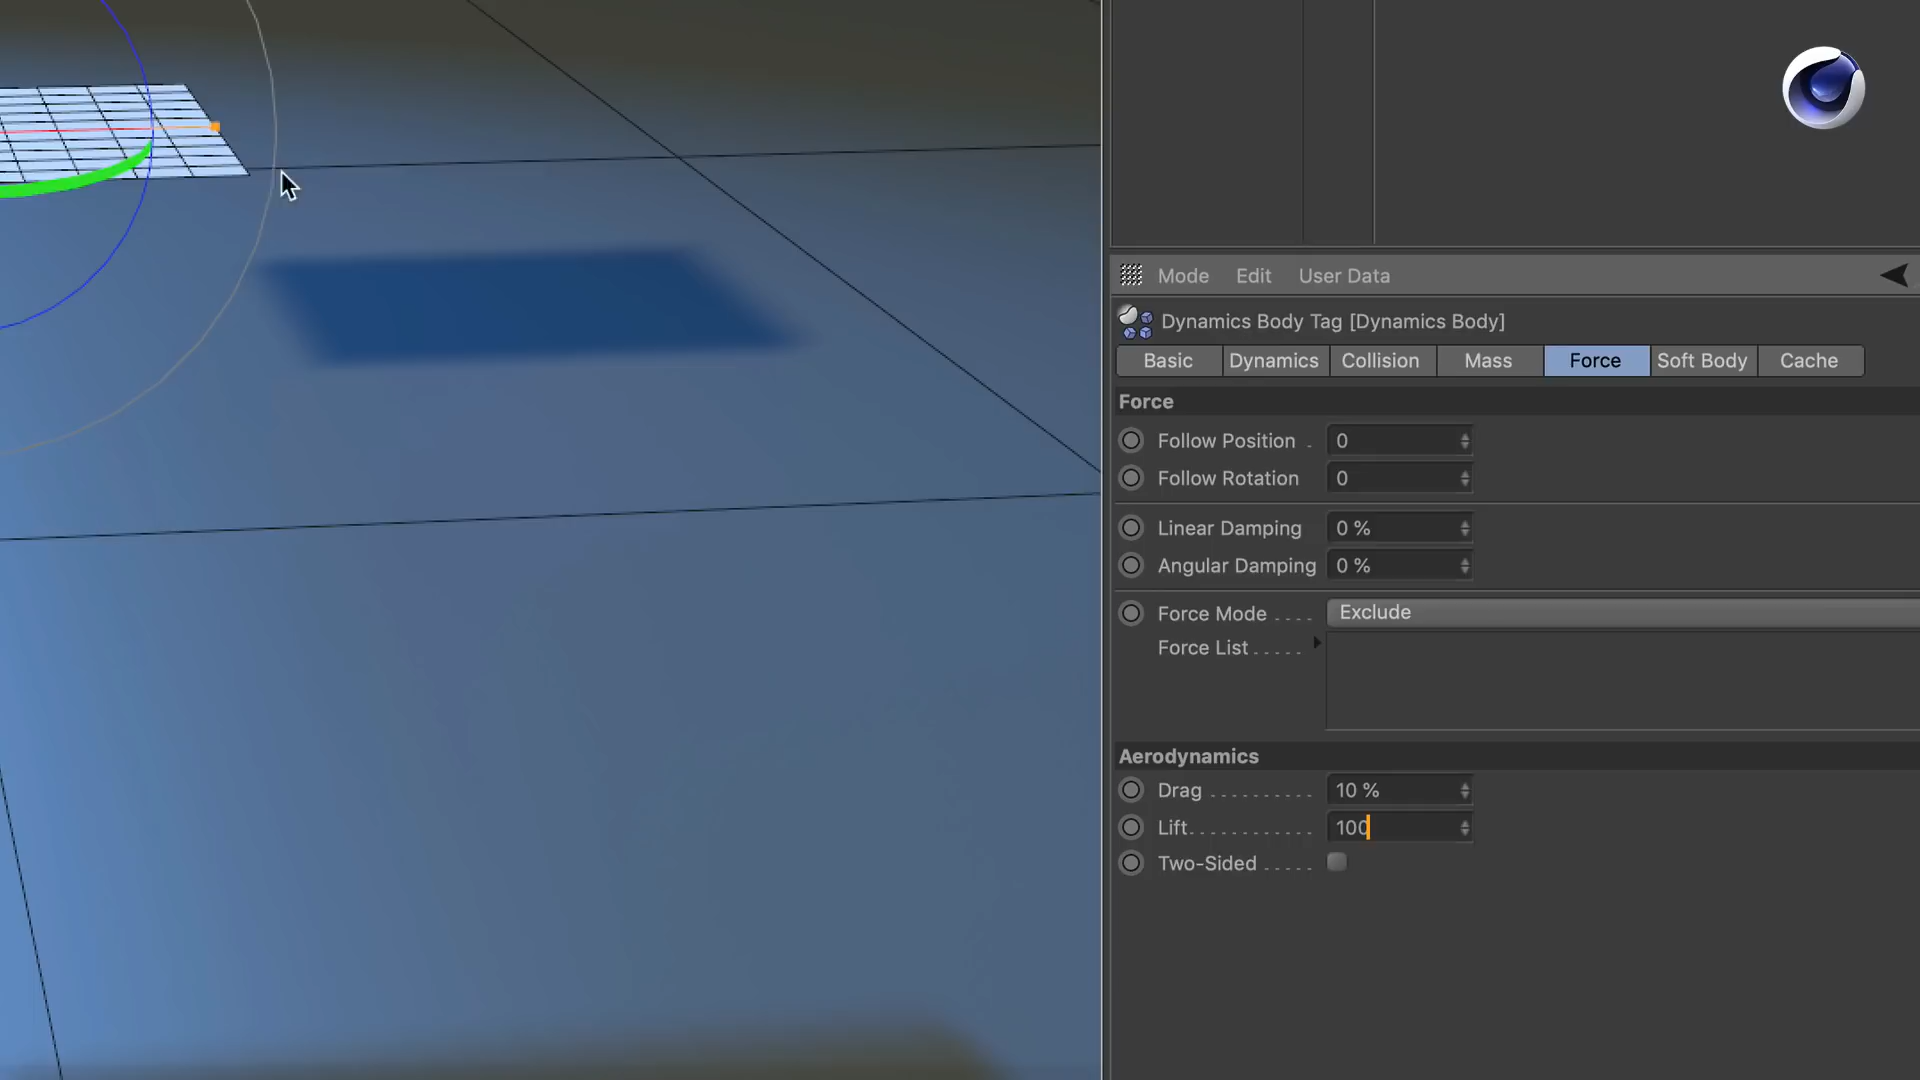 Mode Edit User Data
Dynamics Body Tag [Dynamics Body]
Basic Dynamics Collision Mass Force Soft Body Cache
Force
Follow Position . 0
Follow Rotation 0
Linear Damping 0 %
Angular Damping 0 %
Force Mode . . . . Exclude
Force List . . . . .
Aerodynamics
Drag . . . . . . . . . . 10 %
Lift. . . . . . . . . . . . 100
Two-Sided . . . . .